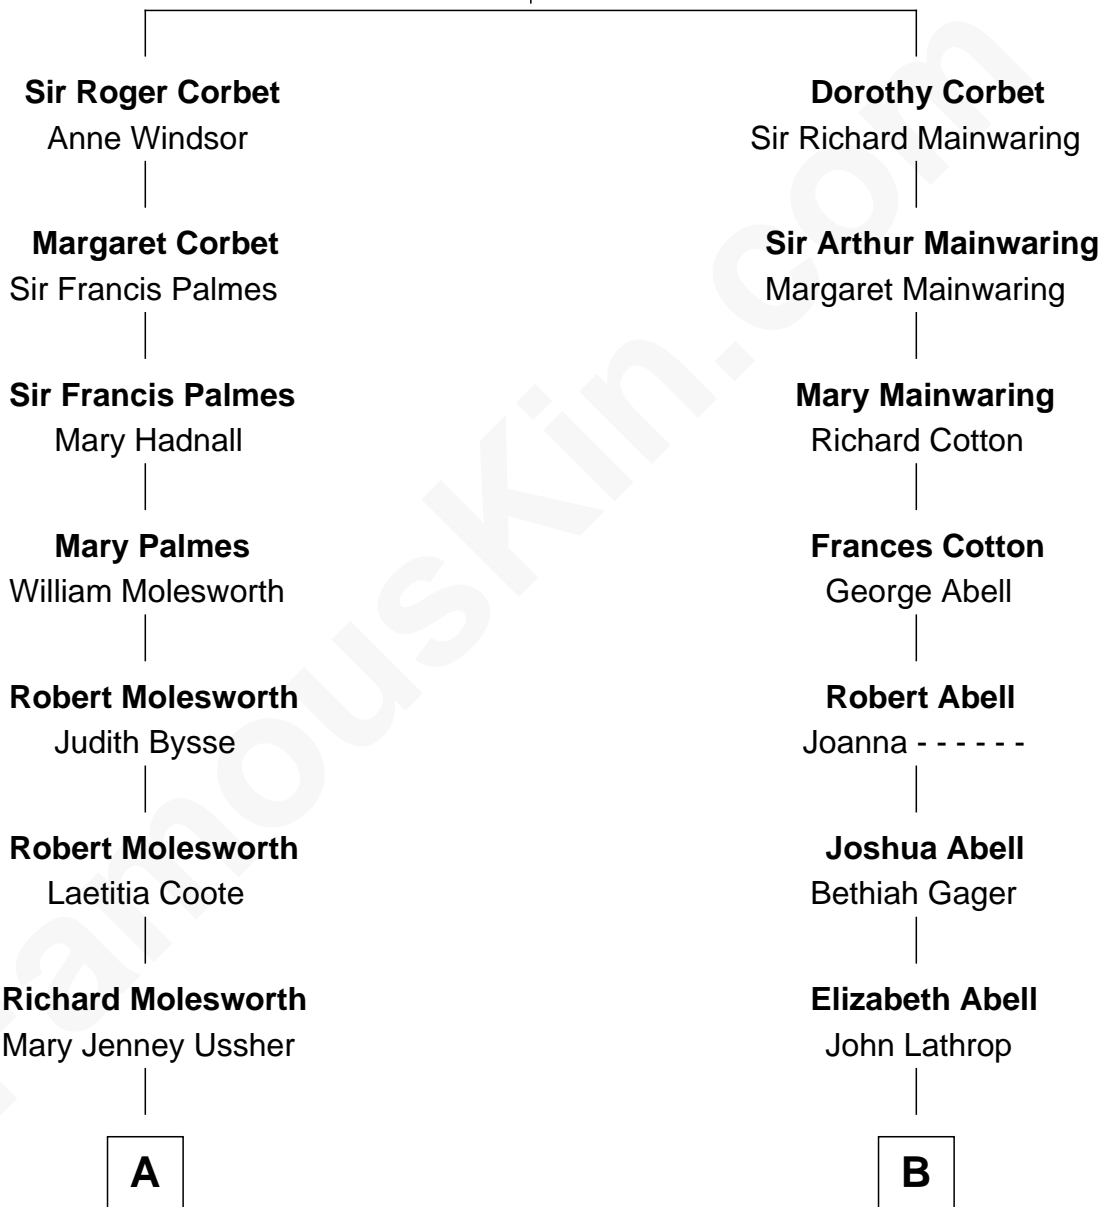 Sir Roger Corbet
Anne Windsor
Margaret Corbet
Sir Francis Palmes
Sir Francis Palmes
Mary Hadnall
Mary Palmes
William Molesworth
Robert Molesworth
Judith Bysse
Robert Molesworth
Laetitia Coote
Richard Molesworth
Mary Jenney Ussher
A
Dorothy Corbet
Sir Richard Mainwaring
Sir Arthur Mainwaring
Margaret Mainwaring
Mary Mainwaring
Richard Cotton
Frances Cotton
George Abell
Robert Abell
Joanna - - - - - -
Joshua Abell
Bethiah Gager
Elizabeth Abell
John Lathrop
B
FamousKin.com